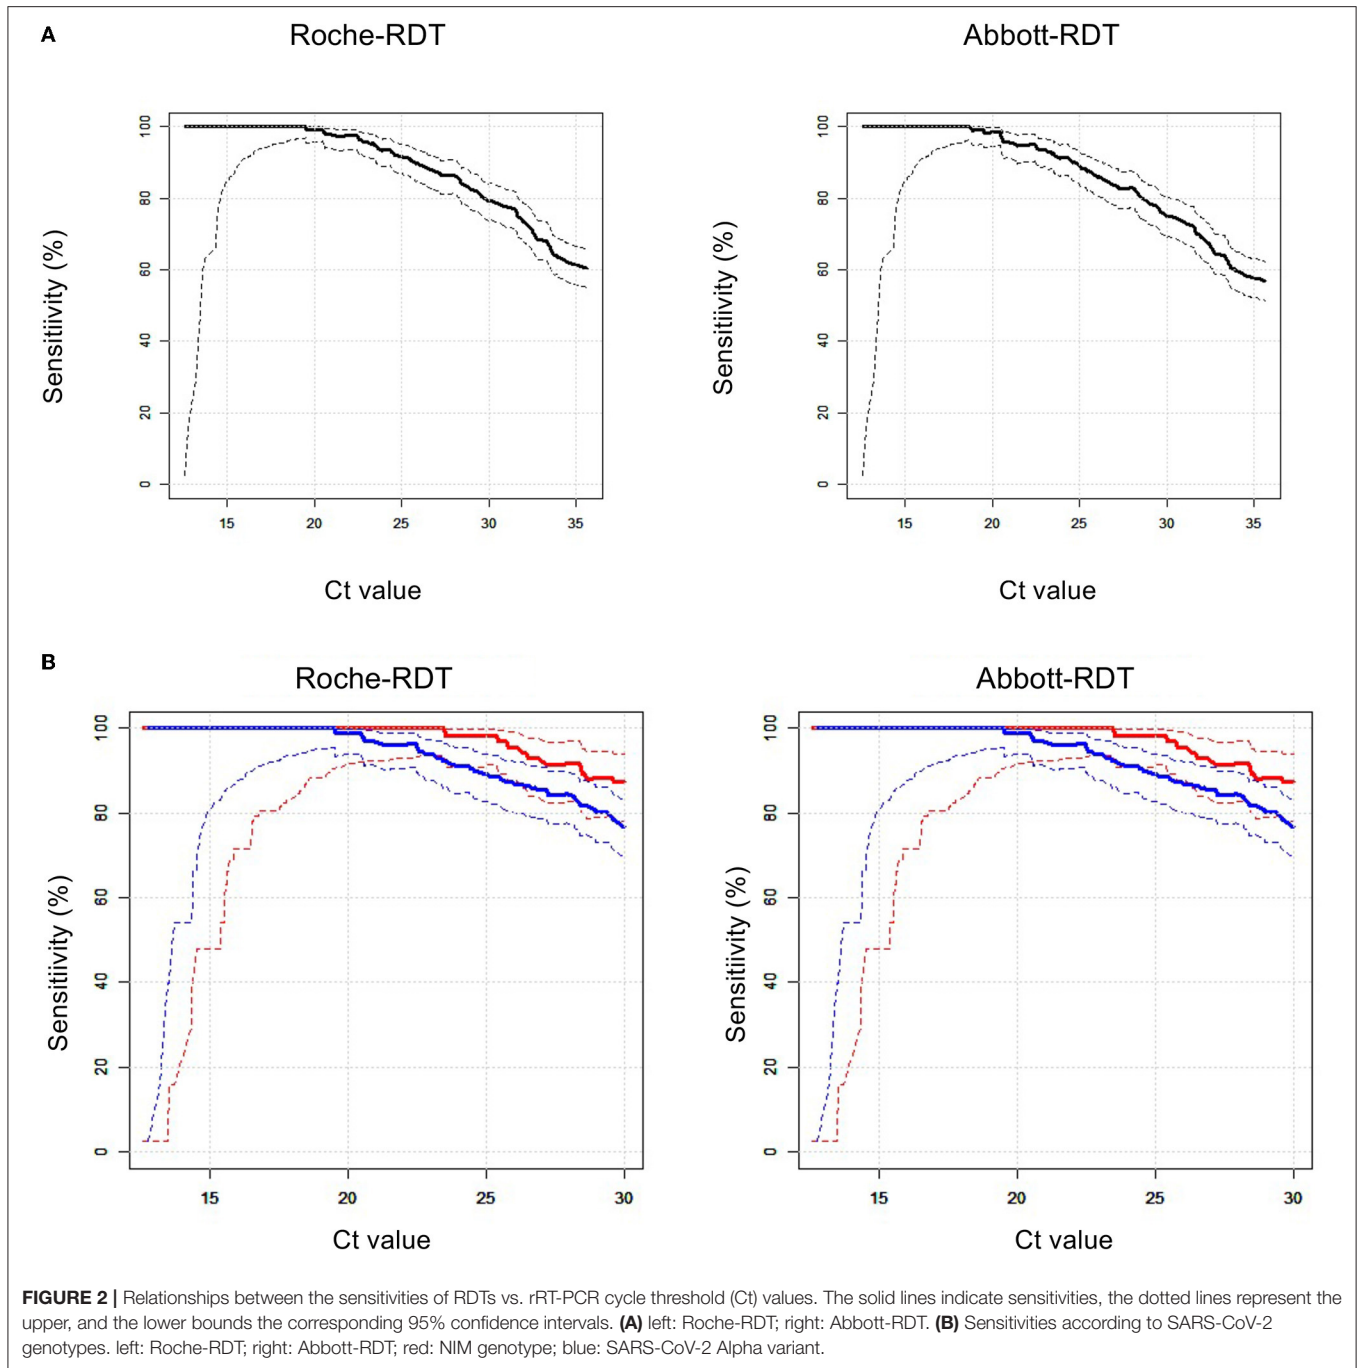 A
Roche-RDT
Abbott-RDT
Sensitiivity (%)
100
80
60
40
20
0
15 20 25 30 35
Ct value
Sensitiivity (%)
100
80
60
40
20
0
15 20 25 30 35
Ct value
B
Roche-RDT
Abbott-RDT
Sensitiivity (%)
100
80
60
40
20
0
15 20 25 30
Ct value
Sensitiivity (%)
100
80
60
40
20
0
15 20 25 30
Ct value
FIGURE 2 | Relationships between the sensitivities of RDTs vs. rRT-PCR cycle threshold (Ct) values. The solid lines indicate sensitivities, the dotted lines represent the
upper, and the lower bounds the corresponding 95% confidence intervals. (A) left: Roche-RDT; right: Abbott-RDT. (B) Sensitivities according to SARS-CoV-2
genotypes. left: Roche-RDT; right: Abbott-RDT; red: NIM genotype; blue: SARS-CoV-2 Alpha variant.